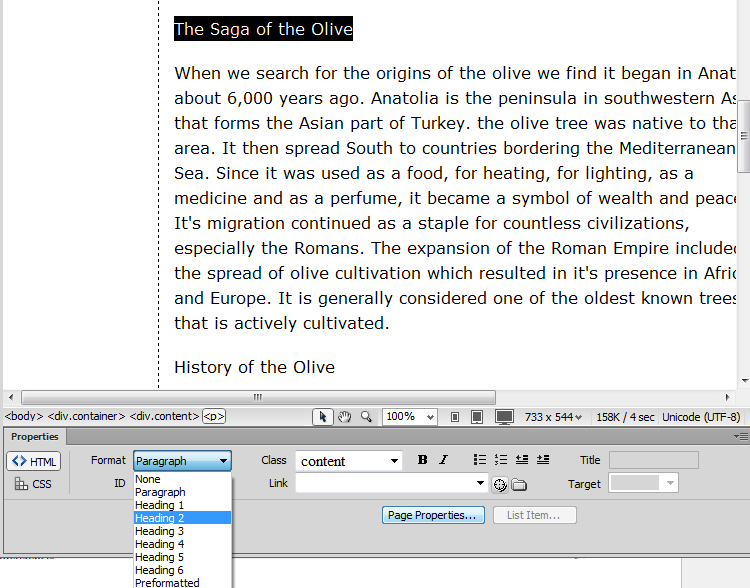 The Saga of the Olive
When we search for the origins of the olive we find it began in Anat
about 6,000 years ago. Anatolia is the peninsula in southwestern As
that forms the Asian part of Turkey. the olive tree was native to tha
area. It then spread South to countries bordering the Mediterranean
Sea. Since it was used as a food, for heating, for lighting, as a
medicine and as a perfume, it became a symbol of wealth and peace
It's migration continued as a staple for countless civilizations,
especially the Romans. The expansion of the Roman Empire included
the spread of olive cultivation which resulted in it's presence in Afric
and Europe. It is generally considered one of the oldest known trees
that is actively cultivated.
History of the Olive
<body> <div.container> <div.content> <p> 100% 733 x 544 158K / 4 sec Unicode (UTF-8)
Properties
<> HTML Format Paragraph Class content B I Title
CSS ID Link Target
None
Paragraph
Heading 1
Page Properties... List Item...
Heading 2
Heading 3
Heading 4
Heading 5
Heading 6
Preformatted